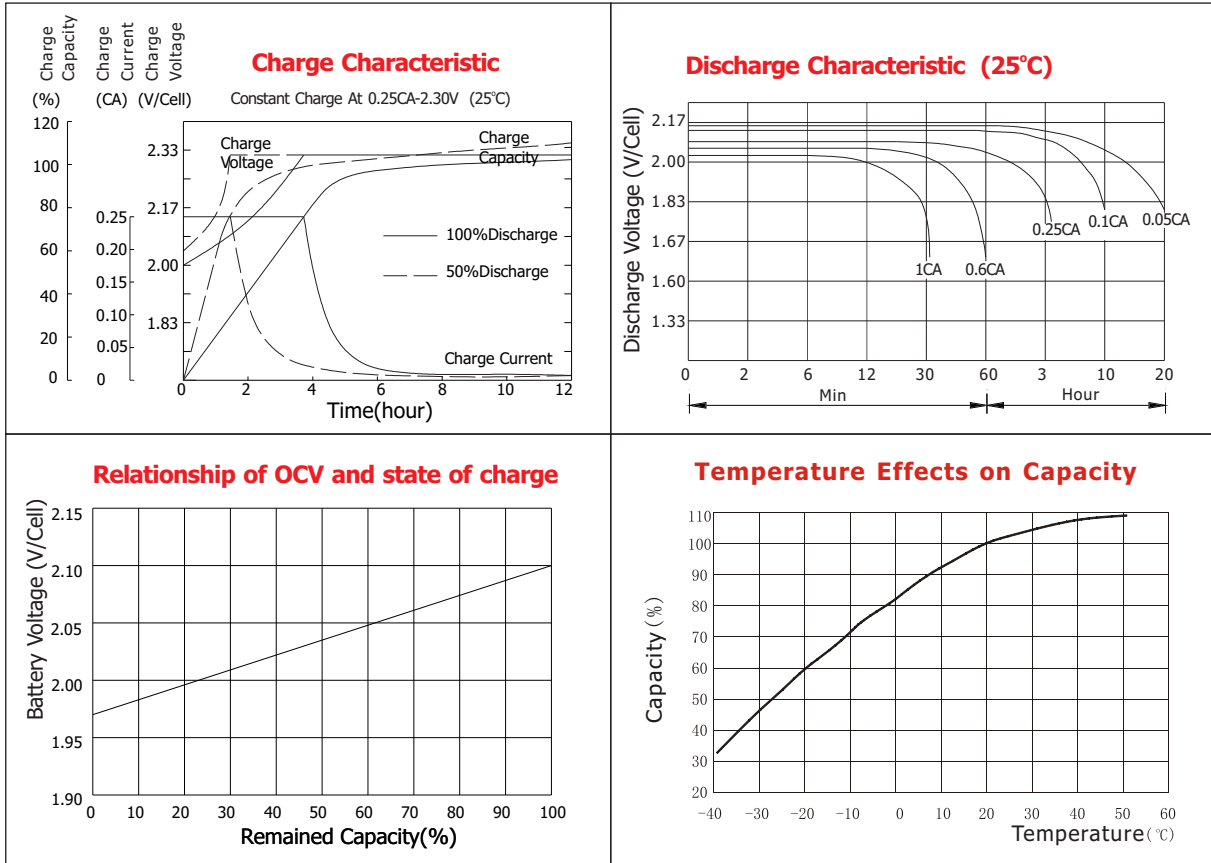 Charge Capacity
Charge Current
Charge Voltage
(%)
(CA)
(V/Cell)
Charge Characteristic
Constant Charge At 0.25CA-2.30V (25℃)
120
100
80
60
40
20
0
0.25
0.20
0.15
0.10
0.05
0
2.33
2.17
2.00
1.83
Charge
Voltage
Charge
Capacity
100%Discharge
50%Discharge
Charge Current
0 2 4 6 8 10 12
Time(hour)
Discharge Characteristic (25℃)
Discharge Voltage (V/Cell)
2.17
2.00
1.83
1.67
1.60
1.33
1CA
0.6CA
0.25CA
0.1CA
0.05CA
0 2 6 12 30 60 3 10 20
Min
Hour
Relationship of OCV and state of charge
Battery Voltage (V/Cell)
2.15
2.10
2.05
2.00
1.95
1.90
0 10 20 30 40 50 60 70 80 90 100
Remained Capacity(%)
Temperature Effects on Capacity
Capacity(%)
110
100
90
80
70
60
50
40
30
20
-40 -20 -10 -10 0 10 20 30 40 50 60
Temperature(℃)